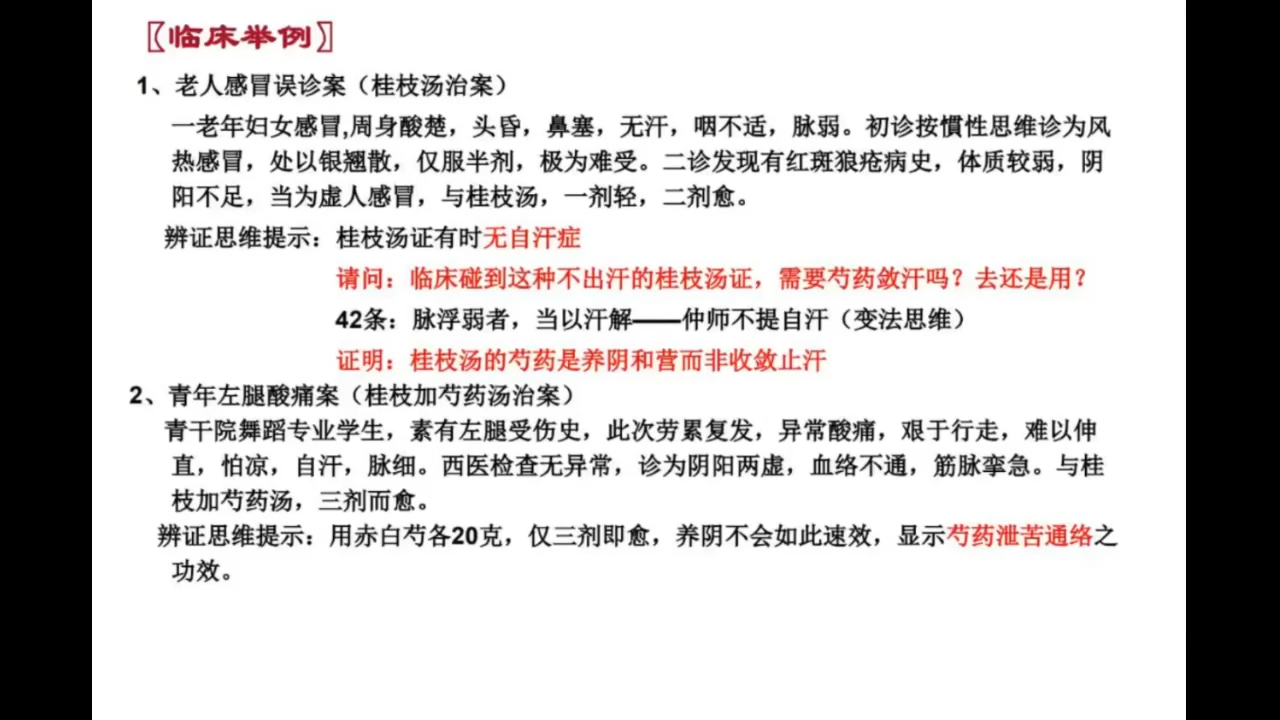 〖临床举例〗
1、老人感冒误诊案（桂枝汤治案）
一老年妇女感冒,周身酸楚，头昏，鼻塞，无汗，咽不适，脉弱。初诊按惯性思维诊为风
热感冒，处以银翘散，仅服半剂，极为难受。二诊发现有红斑狼疮病史，体质较弱，阴
阳不足，当为虚人感冒，与桂枝汤，一剂轻，二剂愈。
辨证思维提示：桂枝汤证有时无自汗症
请问：临床碰到这种不出汗的桂枝汤证，需要芍药敛汗吗？去还是用？
42条：脉浮弱者，当以汗解——仲师不提自汗（变法思维）
证明：桂枝汤的芍药是养阴和营而非收敛止汗
2、青年左腿酸痛案（桂枝加芍药汤治案）
青干院舞蹈专业学生，素有左腿受伤史，此次劳累复发，异常酸痛，艰于行走，难以伸
直，怕凉，自汗，脉细。西医检查无异常，诊为阴阳两虚，血络不通，筋脉挛急。与桂
枝加芍药汤，三剂而愈。
辨证思维提示：用赤白芍各20克，仅三剂即愈，养阴不会如此速效，显示芍药泄苦通络之
功效。